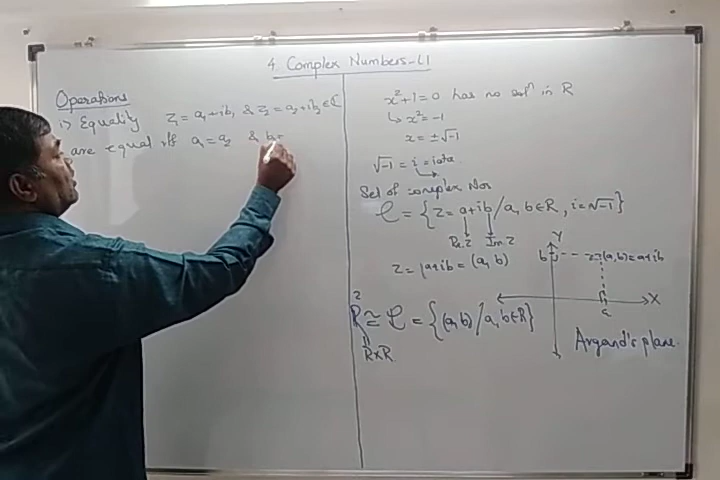 4. Complex Numbers-L1
Operations
i> Equality z₁ = a₁+ib₁ & z₂ = a₂+ib₂ ∈ ℂ
are equal iff a₁ = a₂ & b₁=
x²+1=0 has no solⁿ in R
↳ x²=-1
x = ±√-1
√-1 = i = iota
Set of complex Nos
ℂ = {z = a+ib / a, b∈R, i=√-1}
Re.z Im.z
z = a+ib = (a, b)
R² ≅ ℂ = {(a, b) / a, b∈R}
R×R
Y
b z=(a,b)=a+ib
X
a
Argand's plane.